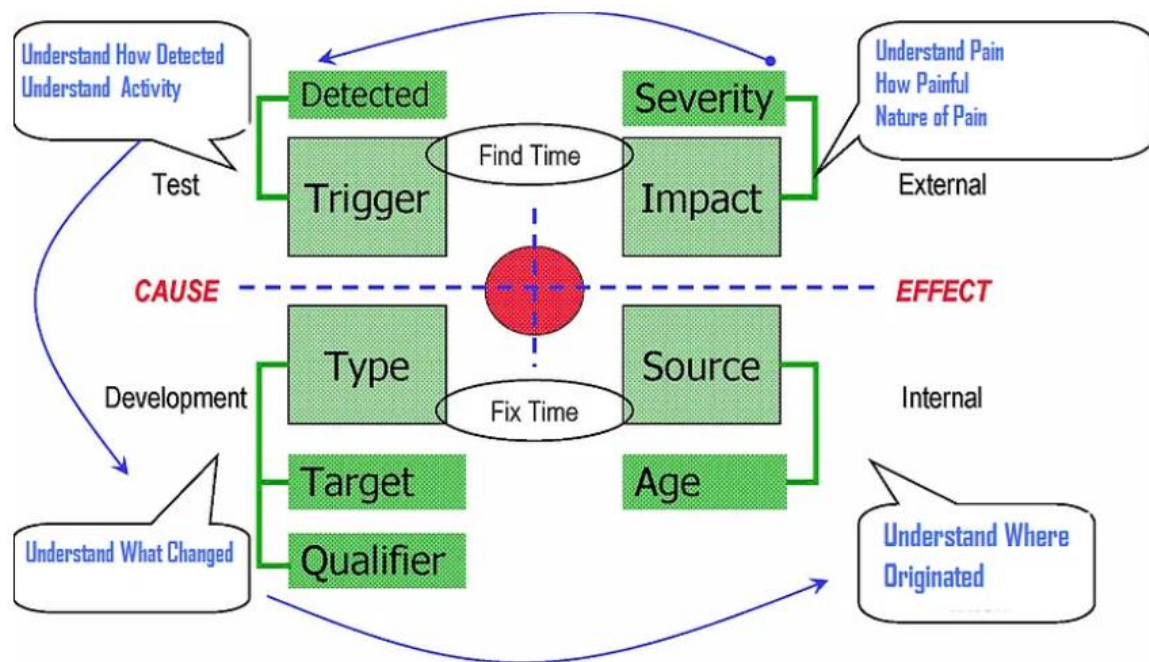 Understand How Detected
Understand Activity
Understand Pain
How Painful
Nature of Pain
Detected
Severity
Find Time
Test
Trigger
Impact
External
CAUSE
EFFECT
Type
Source
Development
Fix Time
Internal
Target
Age
Understand What Changed
Qualifier
Understand Where
Originated